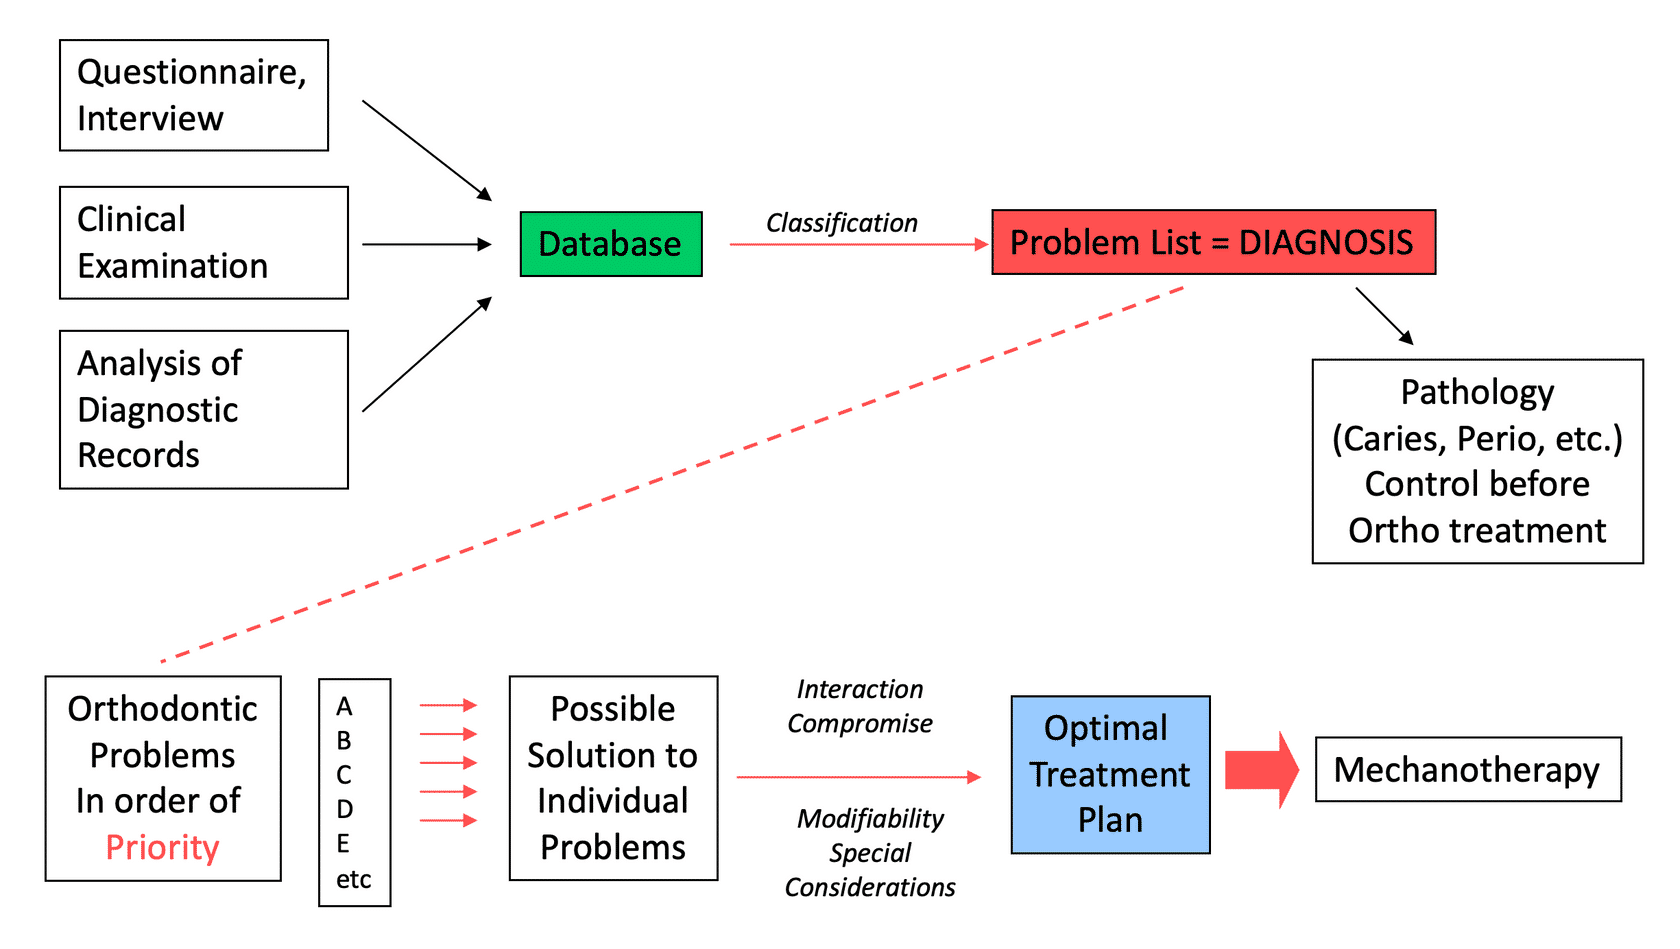 Questionnaire,
Interview
Clinical
Examination
Analysis of
Diagnostic
Records
Database
Classification
Problem List = DIAGNOSIS
Pathology
(Caries, Perio, etc.)
Control before
Ortho treatment
Orthodontic
Problems
In order of
Priority
A
B
C
D
E
etc
Possible
Solution to
Individual
Problems
Interaction
Compromise
Modifiability
Special
Considerations
Optimal
Treatment
Plan
Mechanotherapy